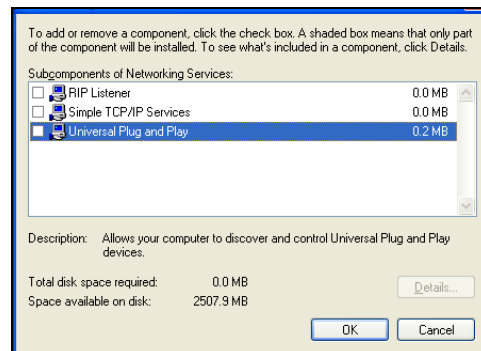 To add or remove a component, click the check box. A shaded box means that only part
of the component will be installed. To see what's included in a component, click Details.
Subcomponents of Networking Services:
RIP Listener 0.0 MB
Simple TCP/IP Services 0.0 MB
Universal Plug and Play 0.2 MB
Description: Allows your computer to discover and control Universal Plug and Play
devices.
Total disk space required: 0.0 MB
Details...
Space available on disk: 2507.9 MB
OK Cancel